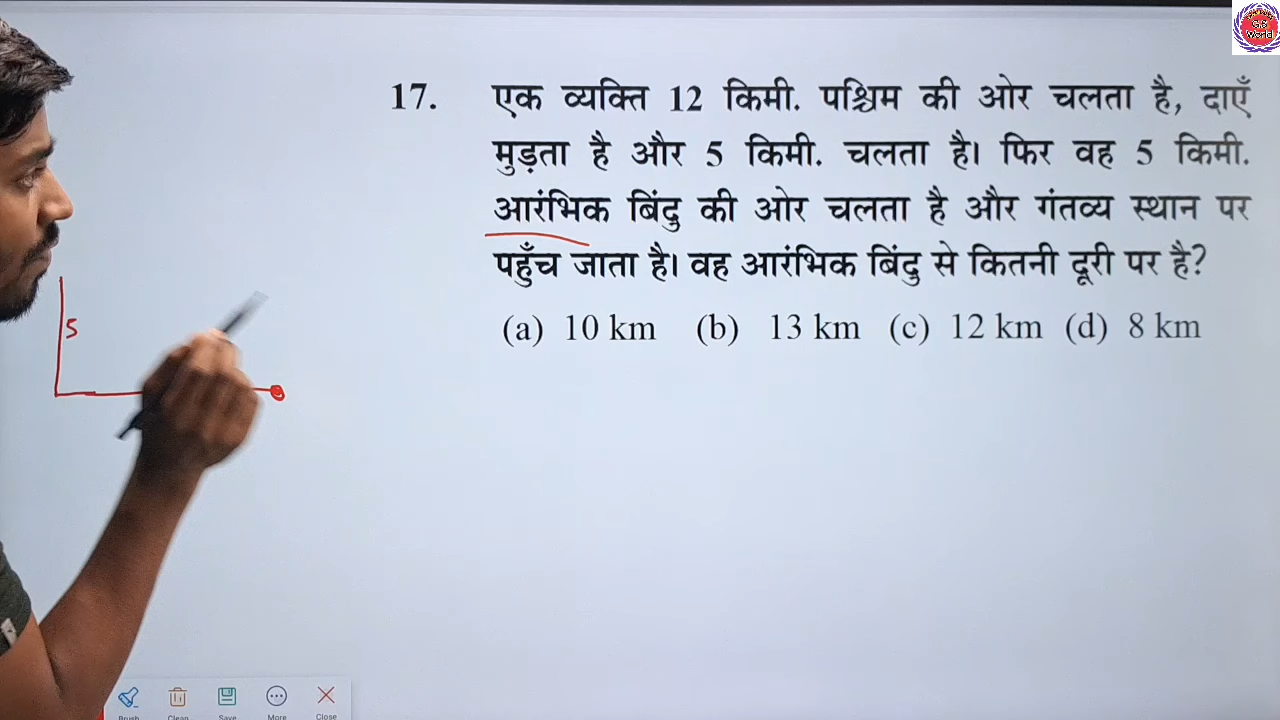 17. एक व्यक्ति 12 किमी. पश्चिम की ओर चलता है, दाएँ
मुड़ता है और 5 किमी. चलता है। फिर वह 5 किमी.
आरंभिक बिंदु की ओर चलता है और गंतव्य स्थान पर
पहुँच जाता है। वह आरंभिक बिंदु से कितनी दूरी पर है?
(a) 10 km (b) 13 km (c) 12 km (d) 8 km
5
Brush Clean Save More Close
World